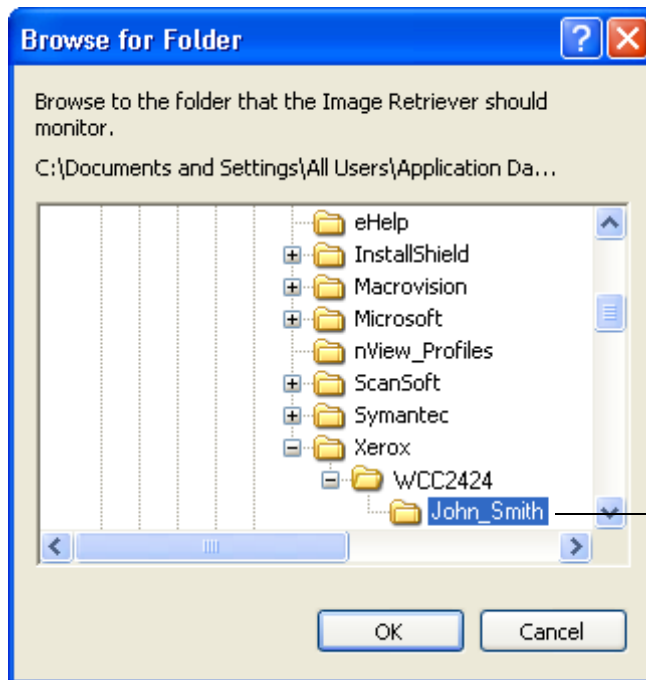 Browse for Folder
Browse to the folder that the Image Retriever should
monitor.
C:\Documents and Settings\All Users\Application Da...
eHelp
InstallShield
Macrovision
Microsoft
nView_Profiles
ScanSoft
Symantec
Xerox
WCC2424
John_Smith
OK Cancel